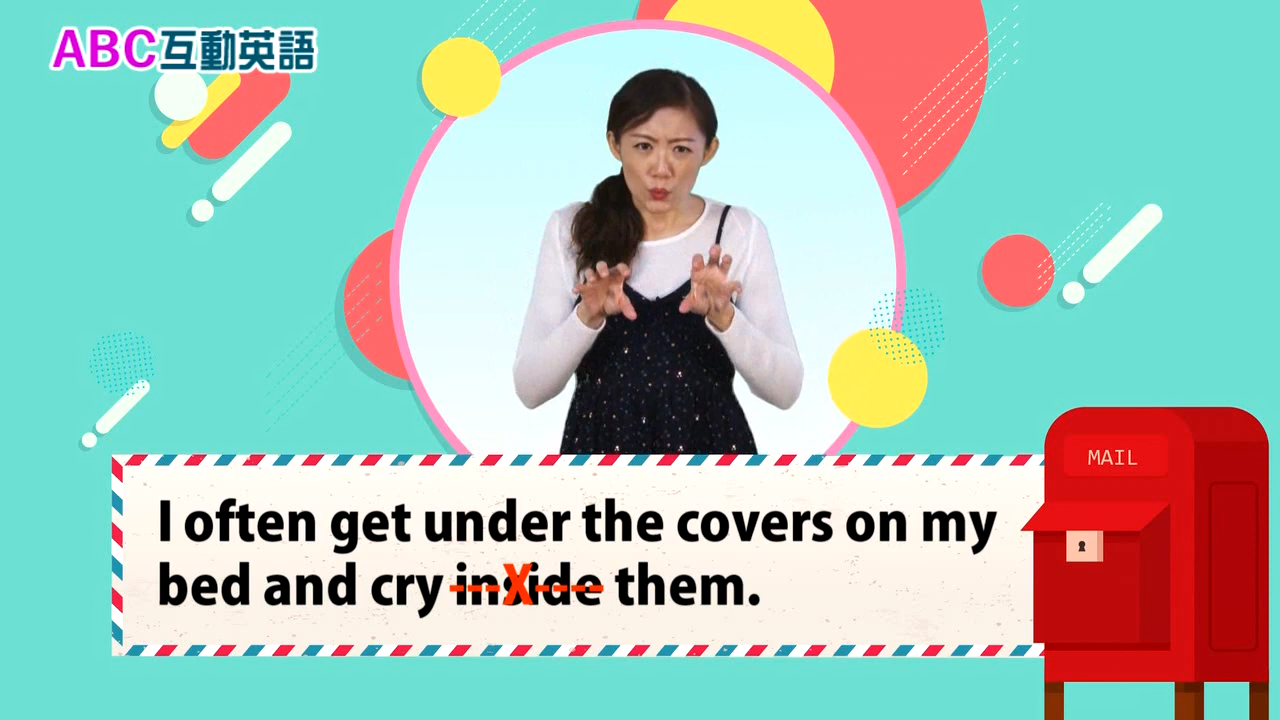 ABC互動英語
MAIL
I often get under the covers on my
bed and cry inside them.
X